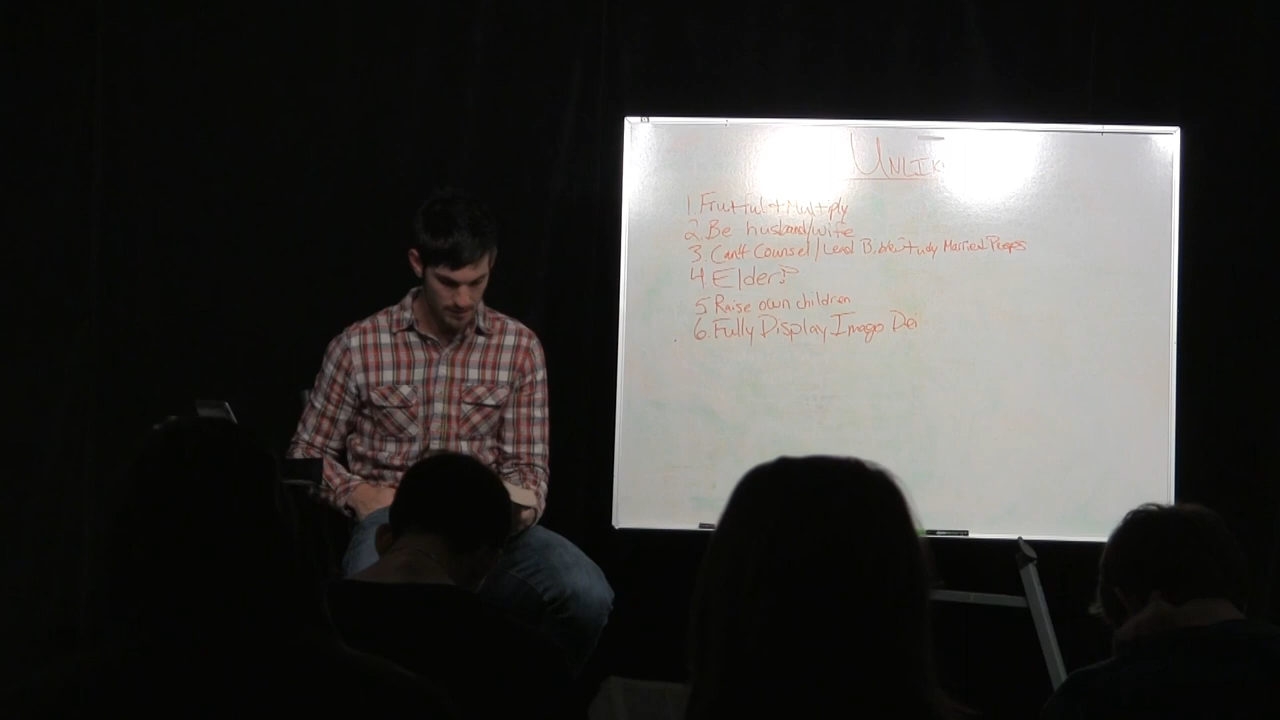 UNLIK
1. Fruitful + Multiply
2. Be husband/wife
3. Can't Counsel/Lead Bible Study Married Peeps
4 Elder?
5 Raise own children
6. Fully Display Imago Dei